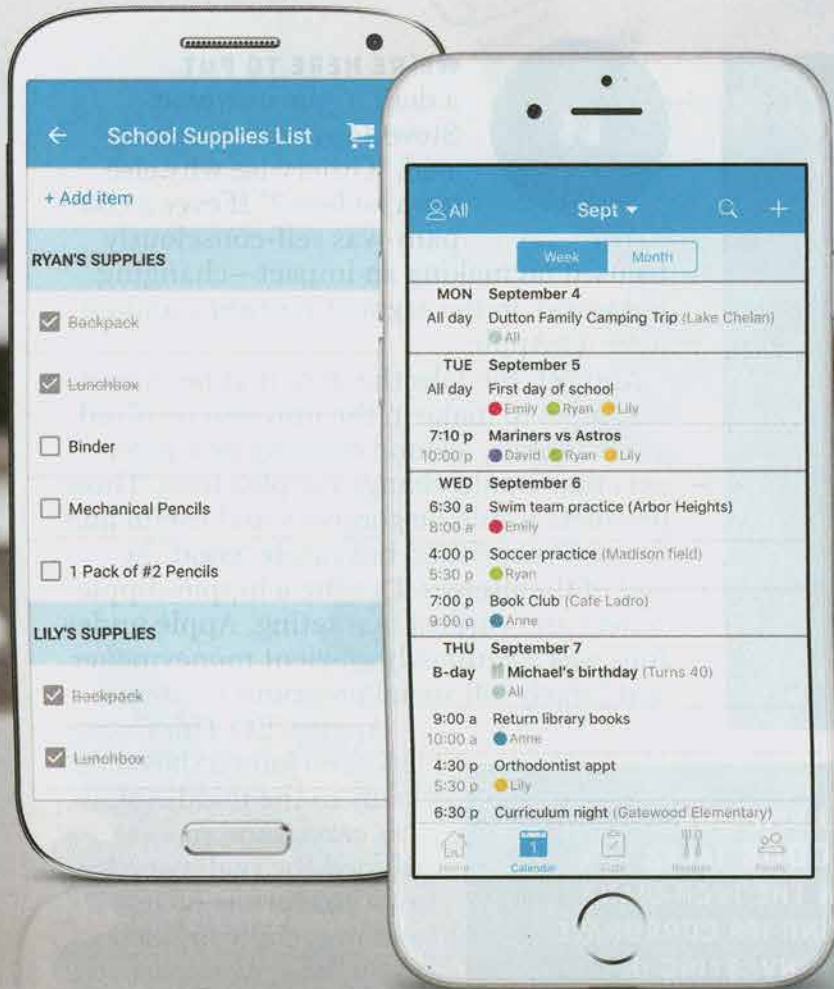 School Supplies List
+ Add item
RYAN'S SUPPLIES
Backpack
Lunchbox
Binder
Mechanical Pencils
1 Pack of #2 Pencils
LILY'S SUPPLIES
Backpack
Lunchbox
All
Sept
Week Month
MON September 4
All day Dutton Family Camping Trip (Lake Chelan)
All
TUE September 5
All day First day of school
Emily Ryan Lily
7:10 p Mariners vs Astros
10:00 p David Ryan Lily
WED September 6
6:30 a Swim team practice (Arbor Heights)
8:00 a Emily
4:00 p Soccer practice (Madison field)
5:30 p Ryan
7:00 p Book Club (Cafe Ladro)
9:00 p Anne
THU September 7
B-day Michael's birthday (Turns 40)
All
9:00 a Return library books
10:00 a Anne
4:30 p Orthodontist appt
5:30 p Lily
6:30 p Curriculum night (Gatewood Elementary)
Home 1 Calendar Lists Recipes Family